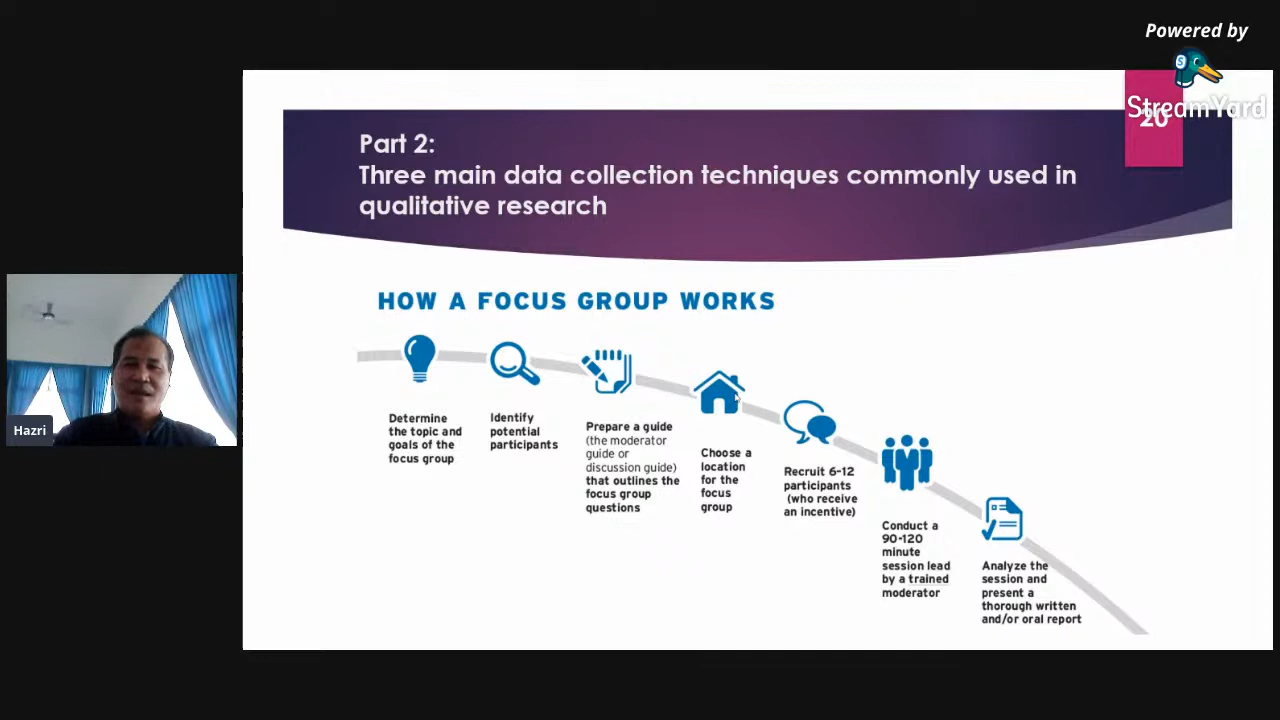 Powered by
StreamYard
20
Part 2:
Three main data collection techniques commonly used in
qualitative research
HOW A FOCUS GROUP WORKS
Determine
the topic and
goals of the
focus group
Identify
potential
participants
Prepare a guide
(the moderator
guide or
discussion guide)
that outlines the
focus group
questions
Choose a
location
for the
focus
group
Recruit 6-12
participants
(who receive
an incentive)
Conduct a
90-120
minute
session lead
by a trained
moderator
Analyze the
session and
present a
thorough written
and/or oral report
Hazri